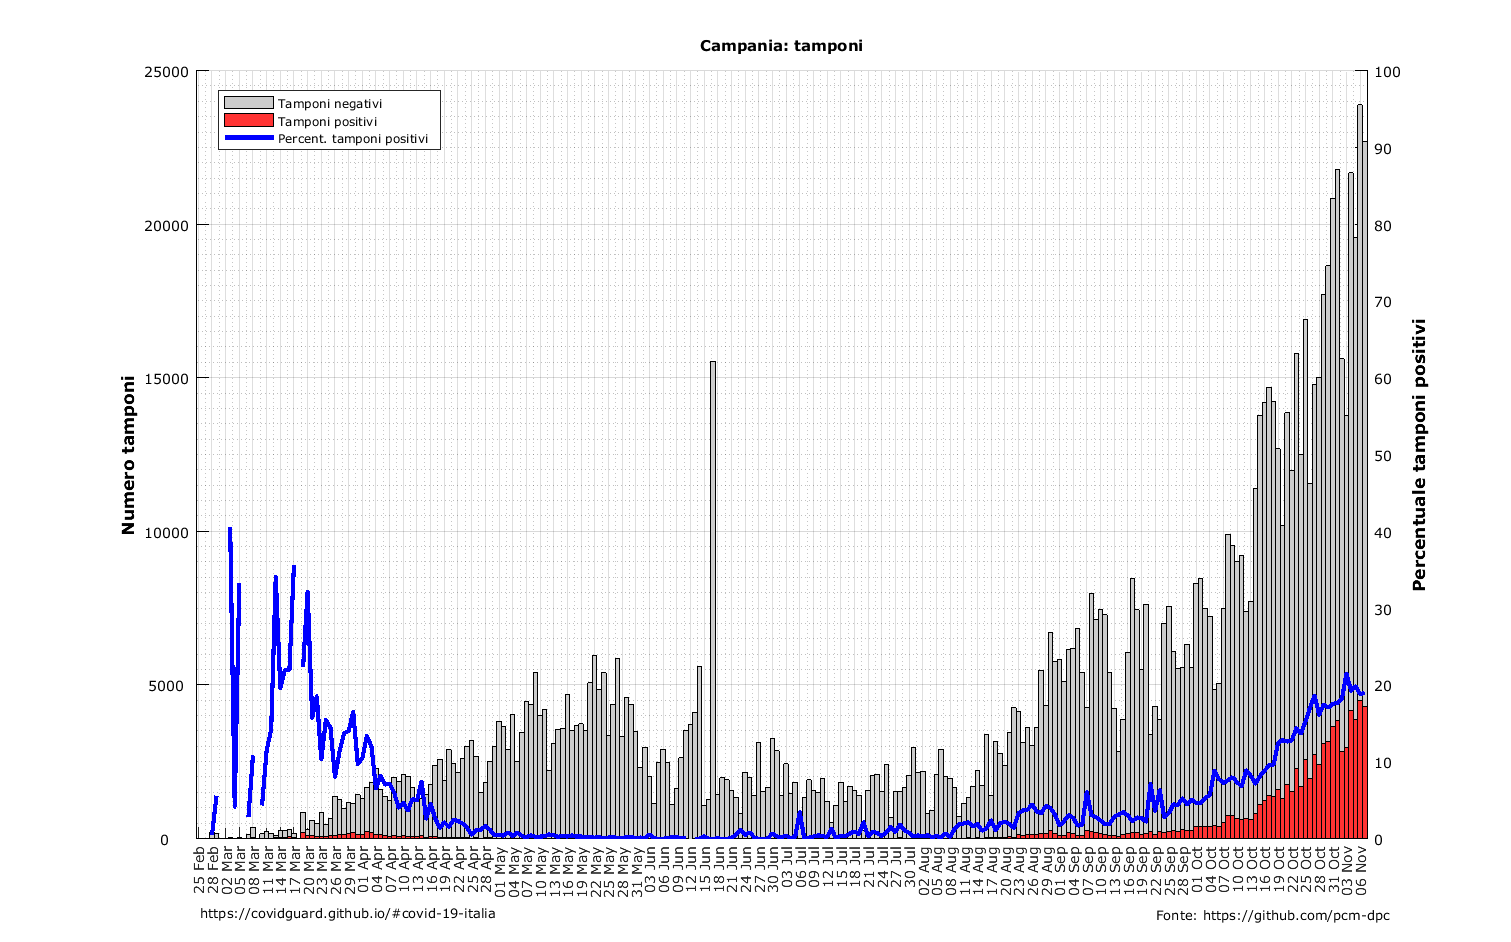 Campania: tamponi
25000
20000
15000
10000
5000
0
100
90
80
70
60
50
40
30
20
10
0
Tamponi negativi
Tamponi positivi
Percent. tamponi positivi
Numero tamponi
Percentuale tamponi positivi
25 Feb
28 Feb
02 Mar
05 Mar
08 Mar
11 Mar
14 Mar
17 Mar
20 Mar
23 Mar
26 Mar
29 Mar
01 Apr
04 Apr
07 Apr
10 Apr
13 Apr
16 Apr
19 Apr
22 Apr
25 Apr
28 Apr
01 May
04 May
07 May
10 May
13 May
16 May
19 May
22 May
25 May
28 May
31 May
03 Jun
06 Jun
09 Jun
12 Jun
15 Jun
18 Jun
21 Jun
24 Jun
27 Jun
30 Jun
03 Jul
06 Jul
09 Jul
12 Jul
15 Jul
18 Jul
21 Jul
24 Jul
27 Jul
30 Jul
02 Aug
05 Aug
08 Aug
11 Aug
14 Aug
17 Aug
20 Aug
23 Aug
26 Aug
29 Aug
01 Sep
04 Sep
07 Sep
10 Sep
13 Sep
16 Sep
19 Sep
22 Sep
25 Sep
28 Sep
01 Oct
04 Oct
07 Oct
10 Oct
13 Oct
16 Oct
19 Oct
22 Oct
25 Oct
28 Oct
31 Oct
03 Nov
06 Nov
https://covidguard.github.io/#covid-19-italia
Fonte: https://github.com/pcm-dpc